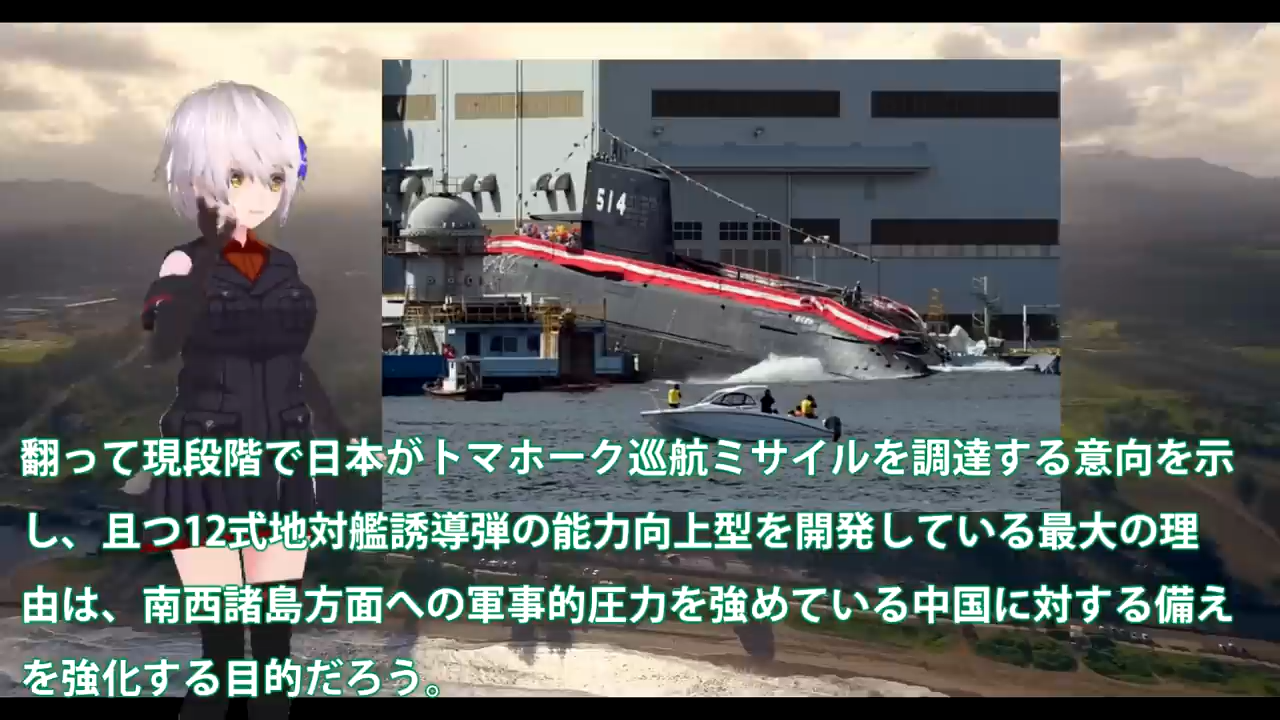 514
翻って現段階で日本がトマホーク巡航ミサイルを調達する意向を示
し、且つ12式地対艦誘導弾の能力向上型を開発している最大の理
由は、南西諸島方面への軍事的圧力を強めている中国に対する備え
を強化する目的だろう。